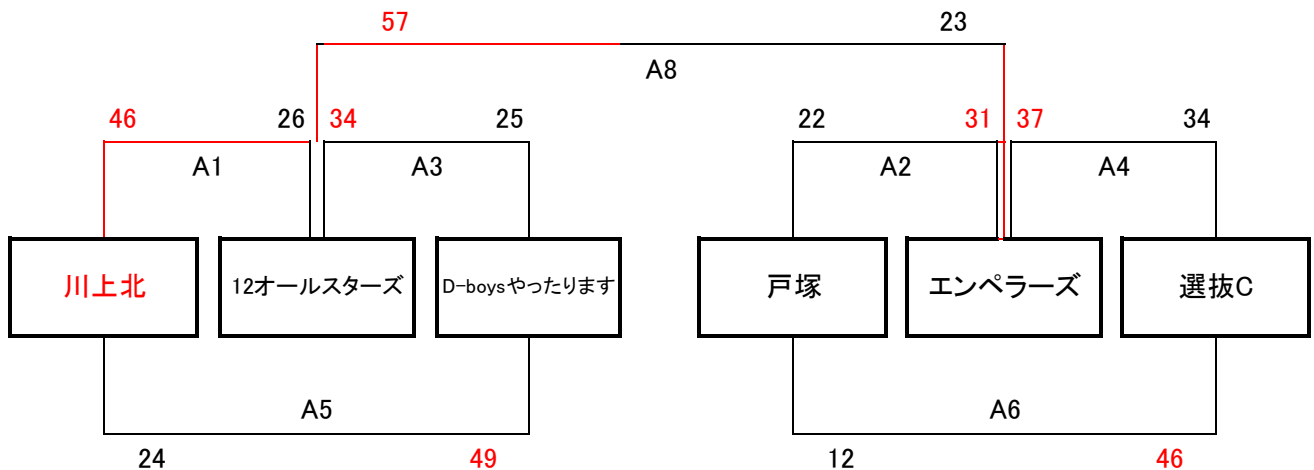 57 23
A8
46 26 34 25 22 31 37 34
A1 A3 A2 A4
川上北 12オールスターズ D-boysやったります 戸塚 エンペラーズ 選抜C
A5 A6
24 49 12 46